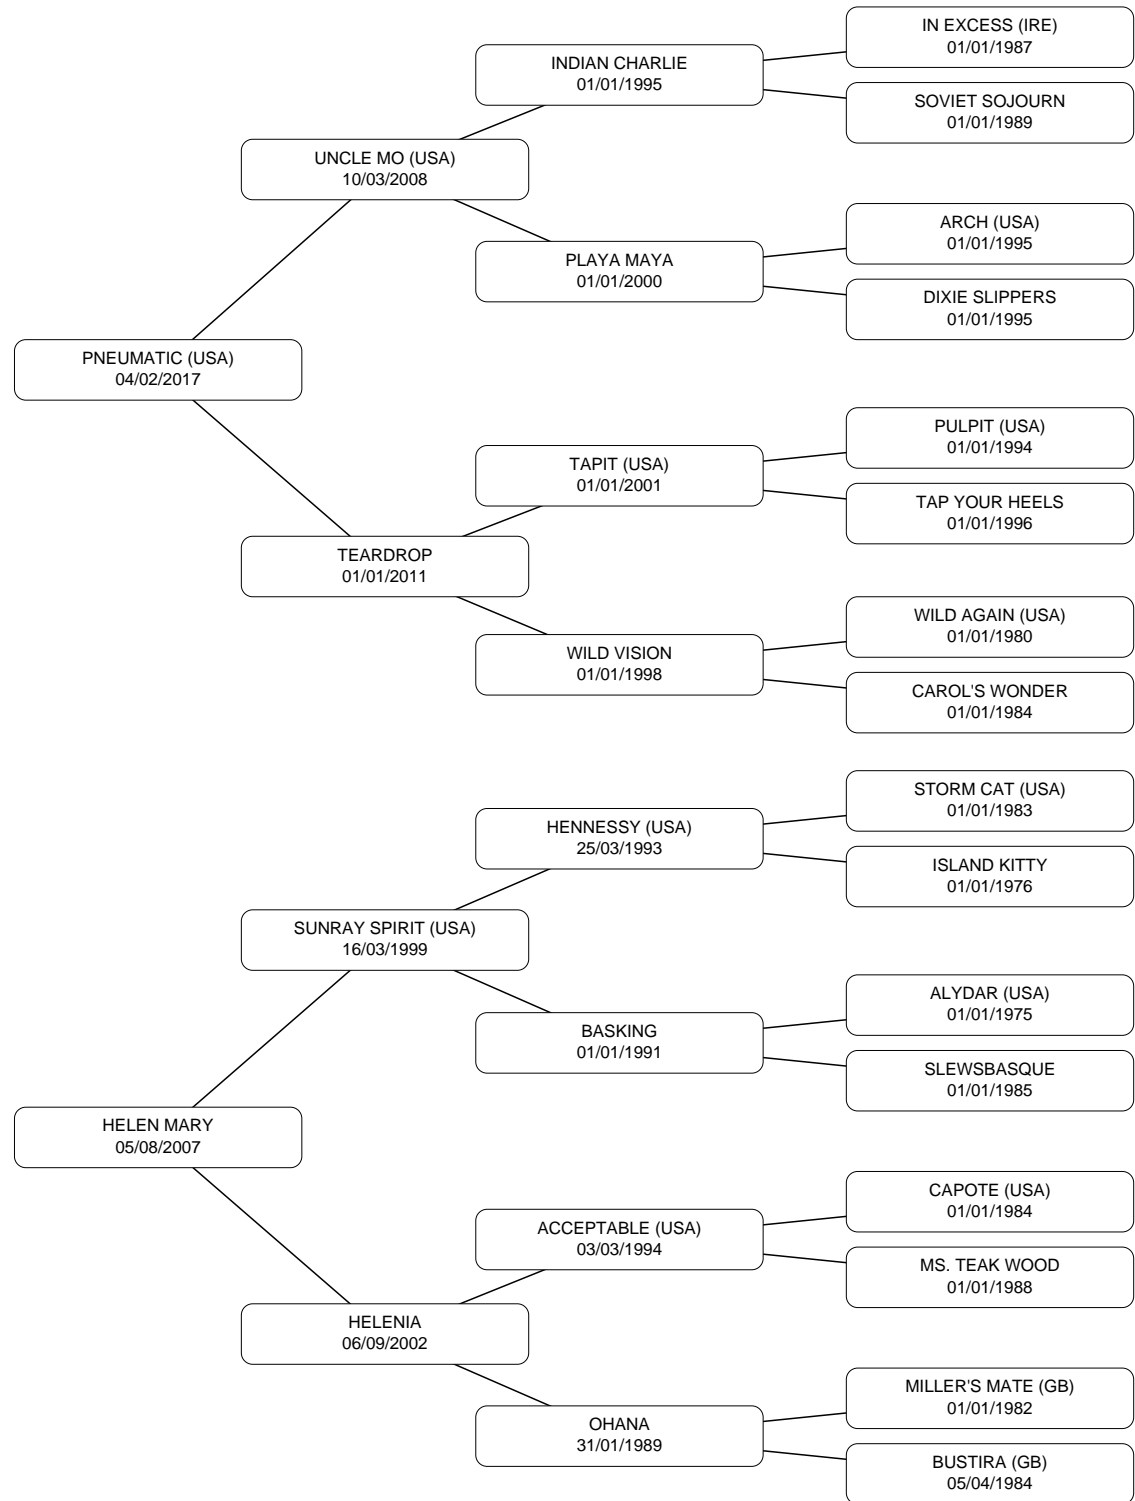 IN EXCESS (IRE)
01/01/1987
INDIAN CHARLIE
01/01/1995
SOVIET SOJOURN
01/01/1989
UNCLE MO (USA)
10/03/2008
ARCH (USA)
01/01/1995
PLAYA MAYA
01/01/2000
DIXIE SLIPPERS
01/01/1995
PNEUMATIC (USA)
04/02/2017
PULPIT (USA)
01/01/1994
TAPIT (USA)
01/01/2001
TAP YOUR HEELS
01/01/1996
TEARDROP
01/01/2011
WILD AGAIN (USA)
01/01/1980
WILD VISION
01/01/1998
CAROL'S WONDER
01/01/1984
STORM CAT (USA)
01/01/1983
HENNESSY (USA)
25/03/1993
ISLAND KITTY
01/01/1976
SUNRAY SPIRIT (USA)
16/03/1999
ALYDAR (USA)
01/01/1975
BASKING
01/01/1991
SLEWSBASQUE
01/01/1985
HELEN MARY
05/08/2007
CAPOTE (USA)
01/01/1984
ACCEPTABLE (USA)
03/03/1994
MS. TEAK WOOD
01/01/1988
HELENIA
06/09/2002
MILLER'S MATE (GB)
01/01/1982
OHANA
31/01/1989
BUSTIRA (GB)
05/04/1984